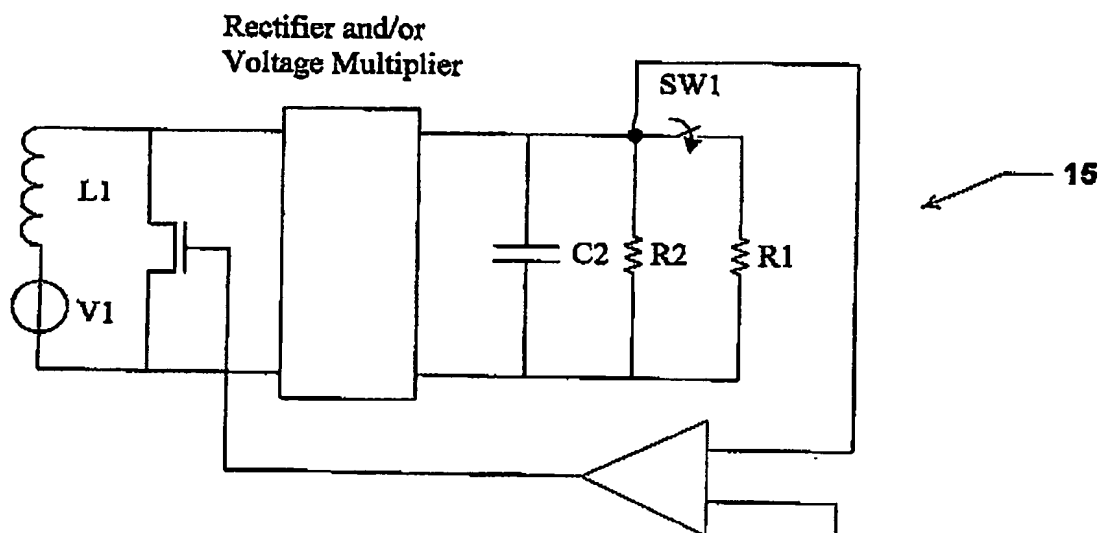 Rectifier and/or
Voltage Multiplier
SW1
15
L1
C2
R2
R1
V1